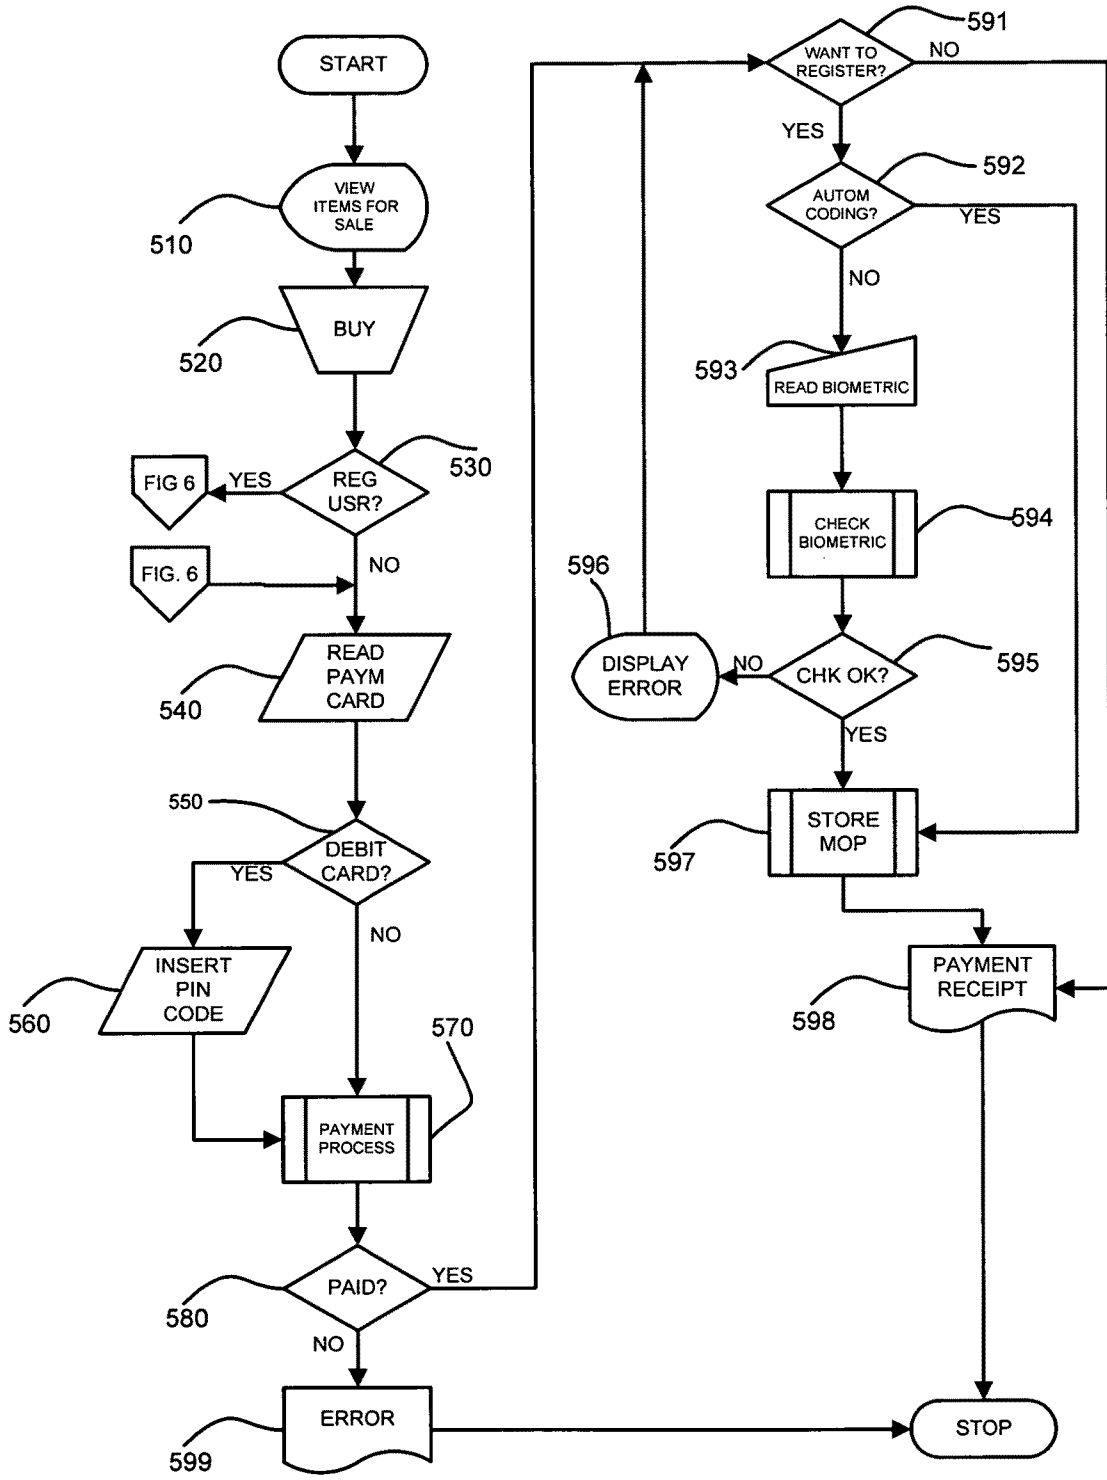 START
VIEW
ITEMS FOR
SALE
510
BUY
520
REG
USR?
530
YES
FIG 6
NO
FIG. 6
READ
PAYM
CARD
540
550
DEBIT
CARD?
YES
NO
INSERT
PIN
CODE
560
570
PAYMENT
PROCESS
PAID?
YES
580
NO
ERROR
599
591
WANT TO
REGISTER?
NO
YES
592
AUTOM
CODING?
YES
NO
593
READ BIOMETRIC
CHECK
BIOMETRIC
594
596
DISPLAY
ERROR
NO
CHK OK?
595
YES
STORE
MOP
597
PAYMENT
RECEIPT
598
STOP